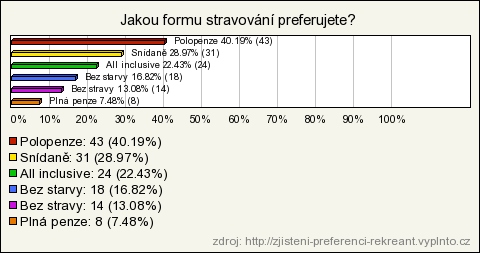 Jakou formu stravování preferujete?
Polopenze 40.19% (43)
Snídaně 28.97% (31)
All inclusive 22.43% (24)
Bez starvy 16.82% (18)
Bez stravy 13.08% (14)
Plná penze 7.48% (8)
0% 10% 20% 30% 40% 50% 60% 70% 80% 90% 100%
Polopenze: 43 (40.19%)
Snídaně: 31 (28.97%)
All inclusive: 24 (22.43%)
Bez starvy: 18 (16.82%)
Bez stravy: 14 (13.08%)
Plná penze: 8 (7.48%)
zdroj: http://zjisteni-preferenci-rekreant.vyplnto.cz